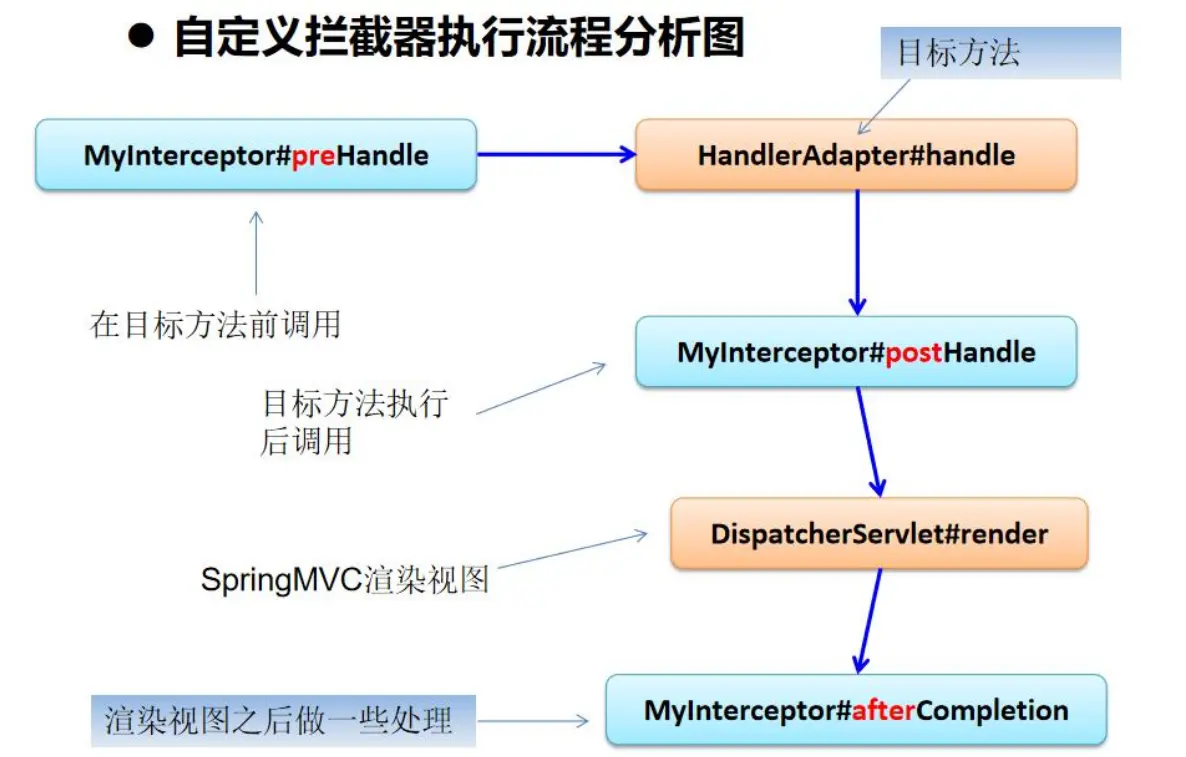 ● 自定义拦截器执行流程分析图
目标方法
MyInterceptor#preHandle
HandlerAdapter#handle
在目标方法前调用
MyInterceptor#postHandle
目标方法执行
后调用
DispatcherServlet#render
SpringMVC渲染视图
MyInterceptor#afterCompletion
渲染视图之后做一些处理